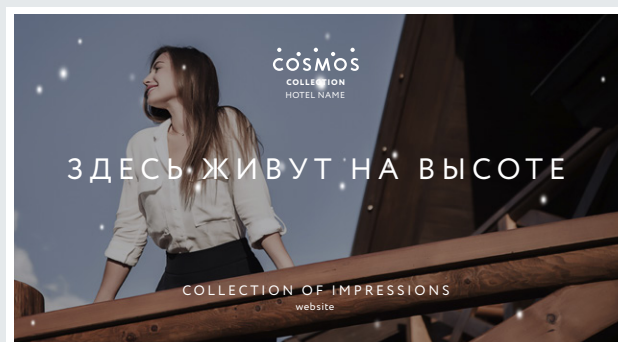 COSMOS
COLLECTION
HOTEL NAME
ЗДЕСЬ ЖИВУТ НА ВЫСОТЕ
COLLECTION OF IMPRESSIONS
website